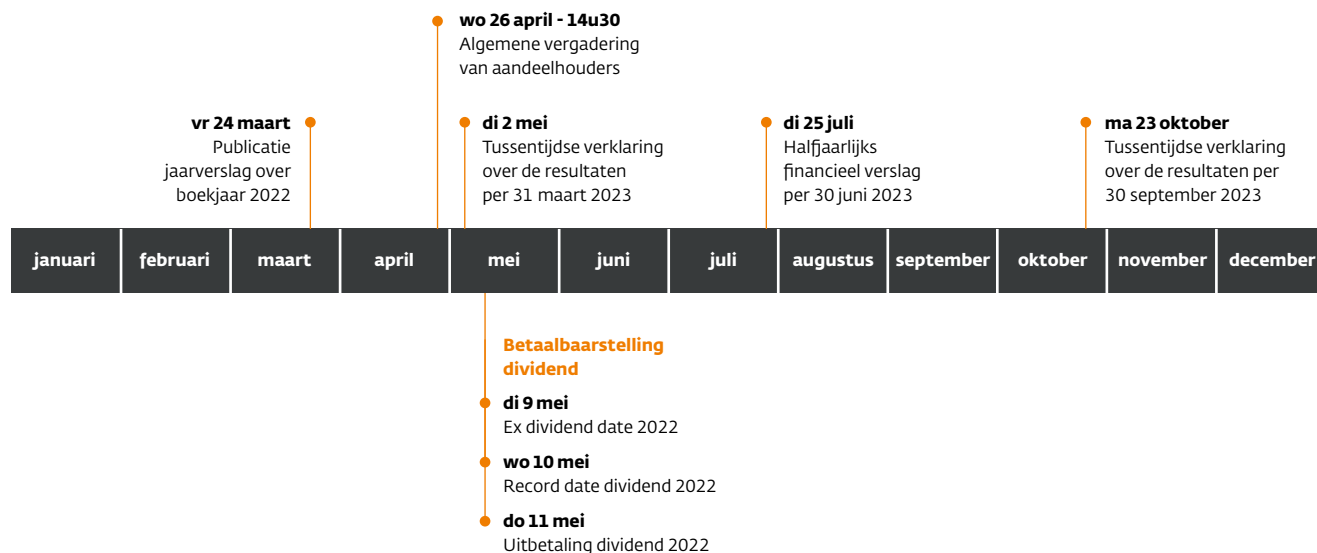 wo 26 april - 14u30
Algemene vergadering
van aandeelhouders
vr 24 maart
Publicatie
jaarverslag over
boekjaar 2022
di 2 mei
Tussentijdse verklaring
over de resultaten
per 31 maart 2023
di 25 juli
Halfjaarlijks
financieel verslag
per 30 juni 2023
ma 23 oktober
Tussentijdse verklaring
over de resultaten per
30 september 2023
januari
februari
maart
april
mei
juni
juli
augustus
september
oktober
november
december
Betaalbaarstelling
dividend
di 9 mei
Ex dividend date 2022
wo 10 mei
Record date dividend 2022
do 11 mei
Uitbetaling dividend 2022